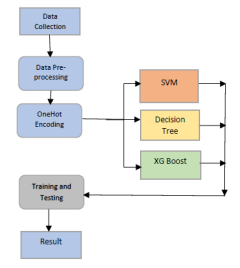 Data
Collection
Data Pre-
processing
OneHot
Encoding
SVM
Decision
Tree
XG Boost
Training and
Testing
Result